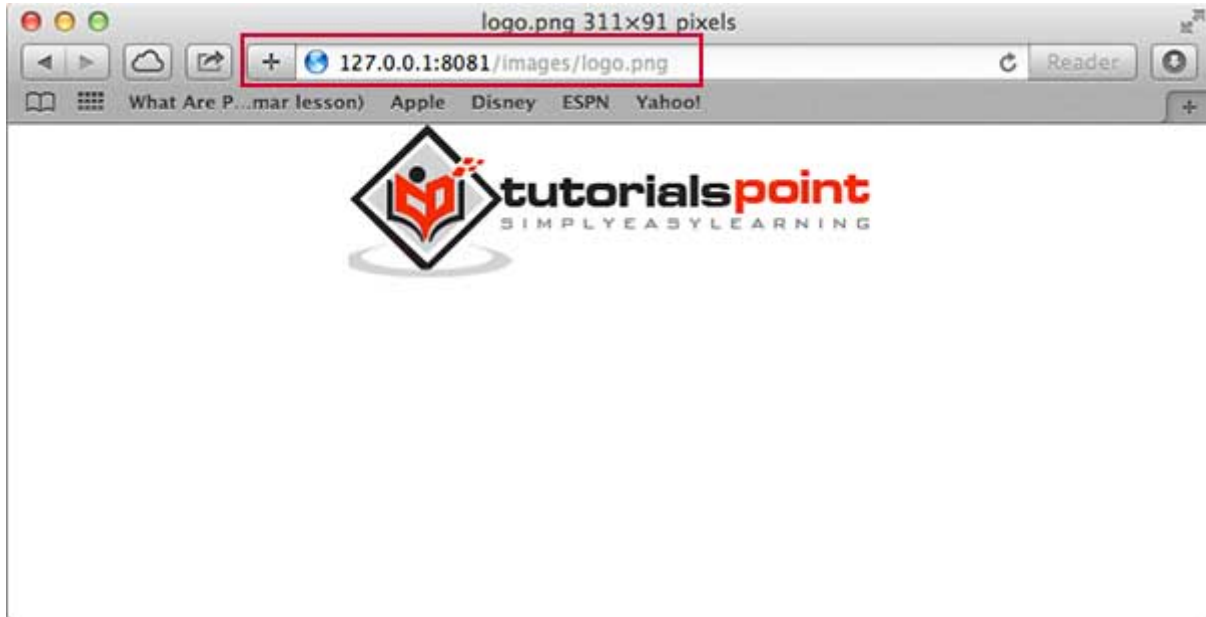 logo.png 311×91 pixels
127.0.0.1:8081/images/logo.png
Reader
What Are P...mar lesson) Apple Disney ESPN Yahoo!
tutorialspoint
SIMPLYEASYLEARNING